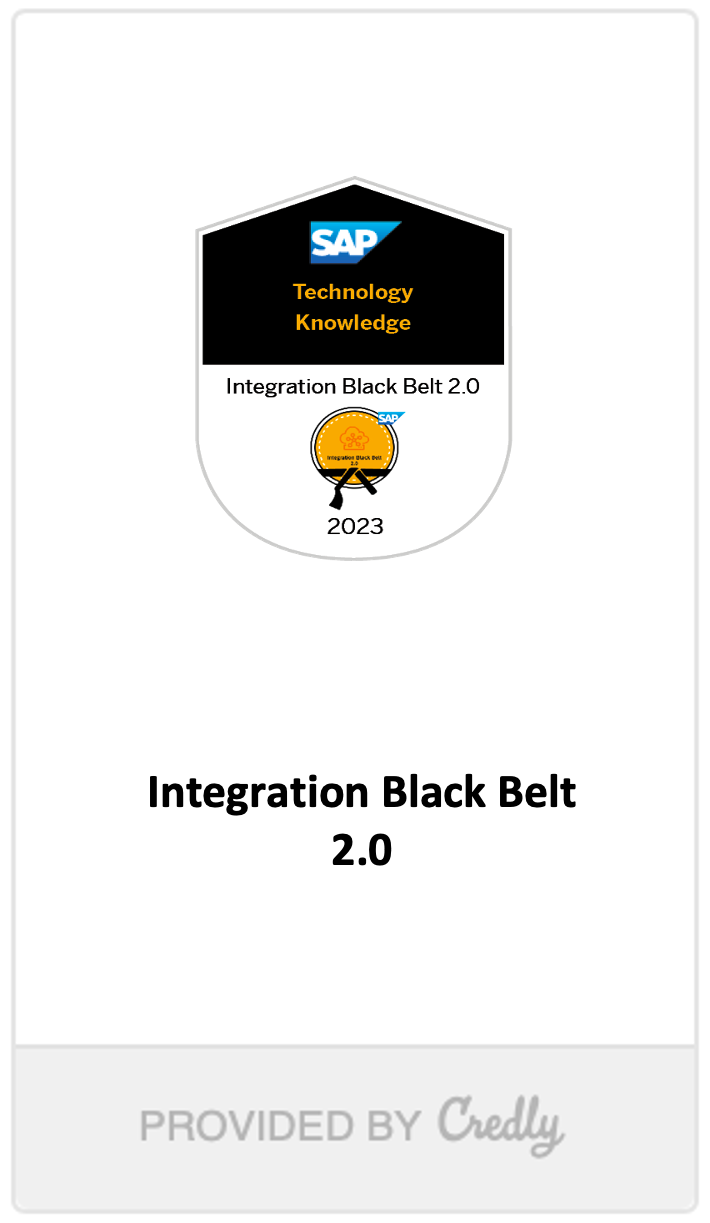 SAP
Technology
Knowledge
Integration Black Belt 2.0
SAP
Integration Black Belt
2.0
2023
Integration Black Belt
2.0
PROVIDED BY Credly